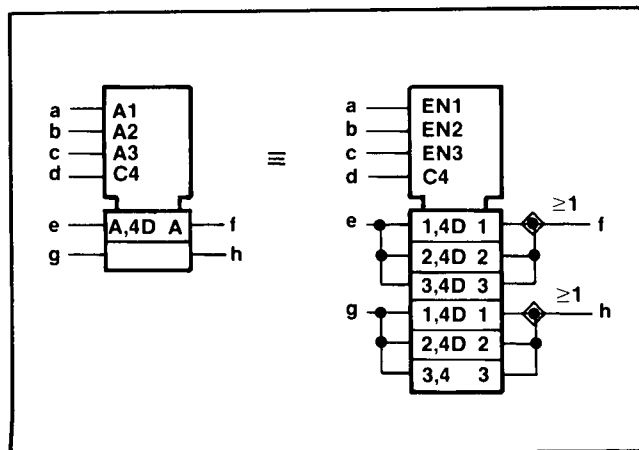 a A1
b A2
c A3
d C4
e A,4D A f
g h
≡
a EN1
b EN2
c EN3
d C4
≥1
e 1,4D 1 f
2,4D 2
3,4D 3
≥1
g 1,4D 1 h
2,4D 2
3,4 3